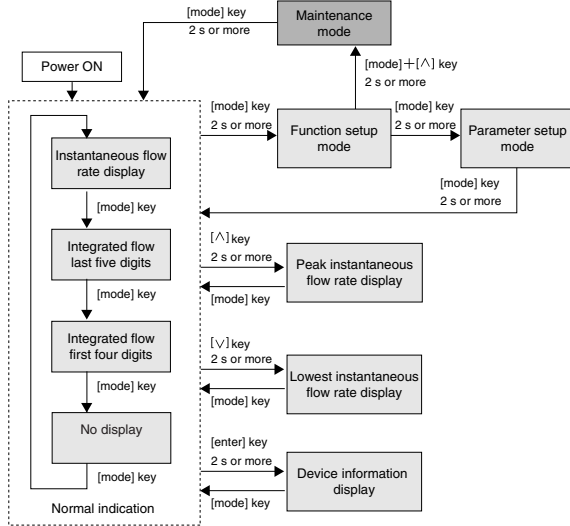 [mode] key
2 s or more
Maintenance
mode
Power ON
[mode]+[∧] key
2 s or more
[mode] key
2 s or more
Function setup
mode
[mode] key
2 s or more
Parameter setup
mode
[mode] key
2 s or more
Instantaneous flow
rate display
[mode] key
Integrated flow
last five digits
[mode] key
Integrated flow
first four digits
[mode] key
No display
[mode] key
Normal indication
[∧] key
2 s or more
[mode] key
Peak instantaneous
flow rate display
[∨] key
2 s or more
[mode] key
Lowest instantaneous
flow rate display
[enter] key
2 s or more
[mode] key
Device information
display